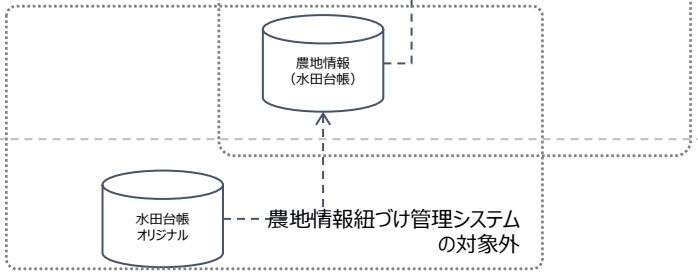 農地情報
（水田台帳）
水田台帳
オリジナル
農地情報紐づけ管理システム
の対象外